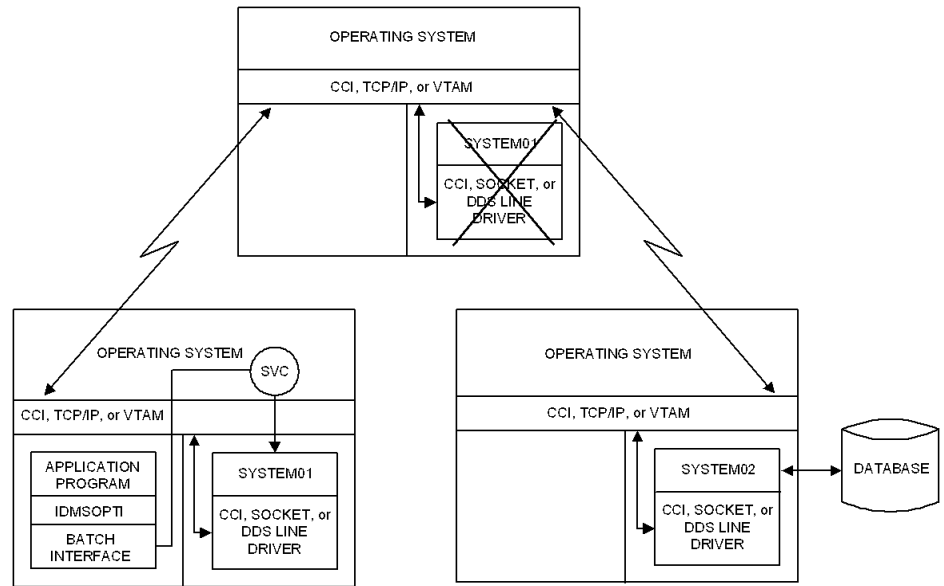 OPERATING SYSTEM
CCI, TCP/IP, or VTAM
SYSTEM01
CCI, SOCKET, or
DDS LINE
DRIVER
OPERATING SYSTEM
SVC
CCI, TCP/IP, or VTAM
APPLICATION
PROGRAM
IDMSOPTI
BATCH
INTERFACE
SYSTEM01
CCI, SOCKET, or
DDS LINE
DRIVER
OPERATING SYSTEM
CCI, TCP/IP, or VTAM
SYSTEM02
CCI, SOCKET, or
DDS LINE
DRIVER
DATABASE